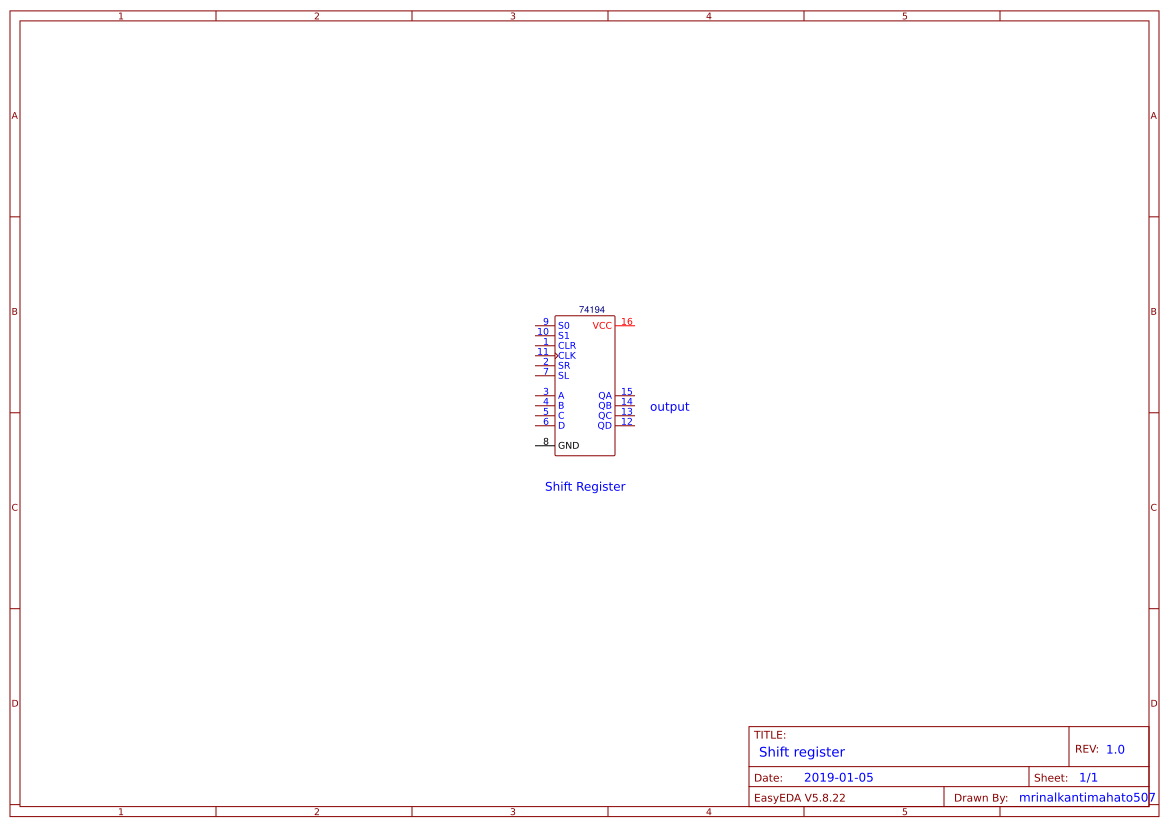 1 2 3 4 5
A A
B B
C C
D D
74194
9 S0 VCC 16
10 S1
1 CLR
11 CLK
2 SR
7 SL
3 A QA 15
4 B QB 14
5 C QC 13
6 D QD 12
output
8 GND
Shift Register
TITLE:
Shift register
REV: 1.0
Date: 2019-01-05
Sheet: 1/1
EasyEDA V5.8.22
Drawn By: mrinalkantimahato507
1 2 3 4 5